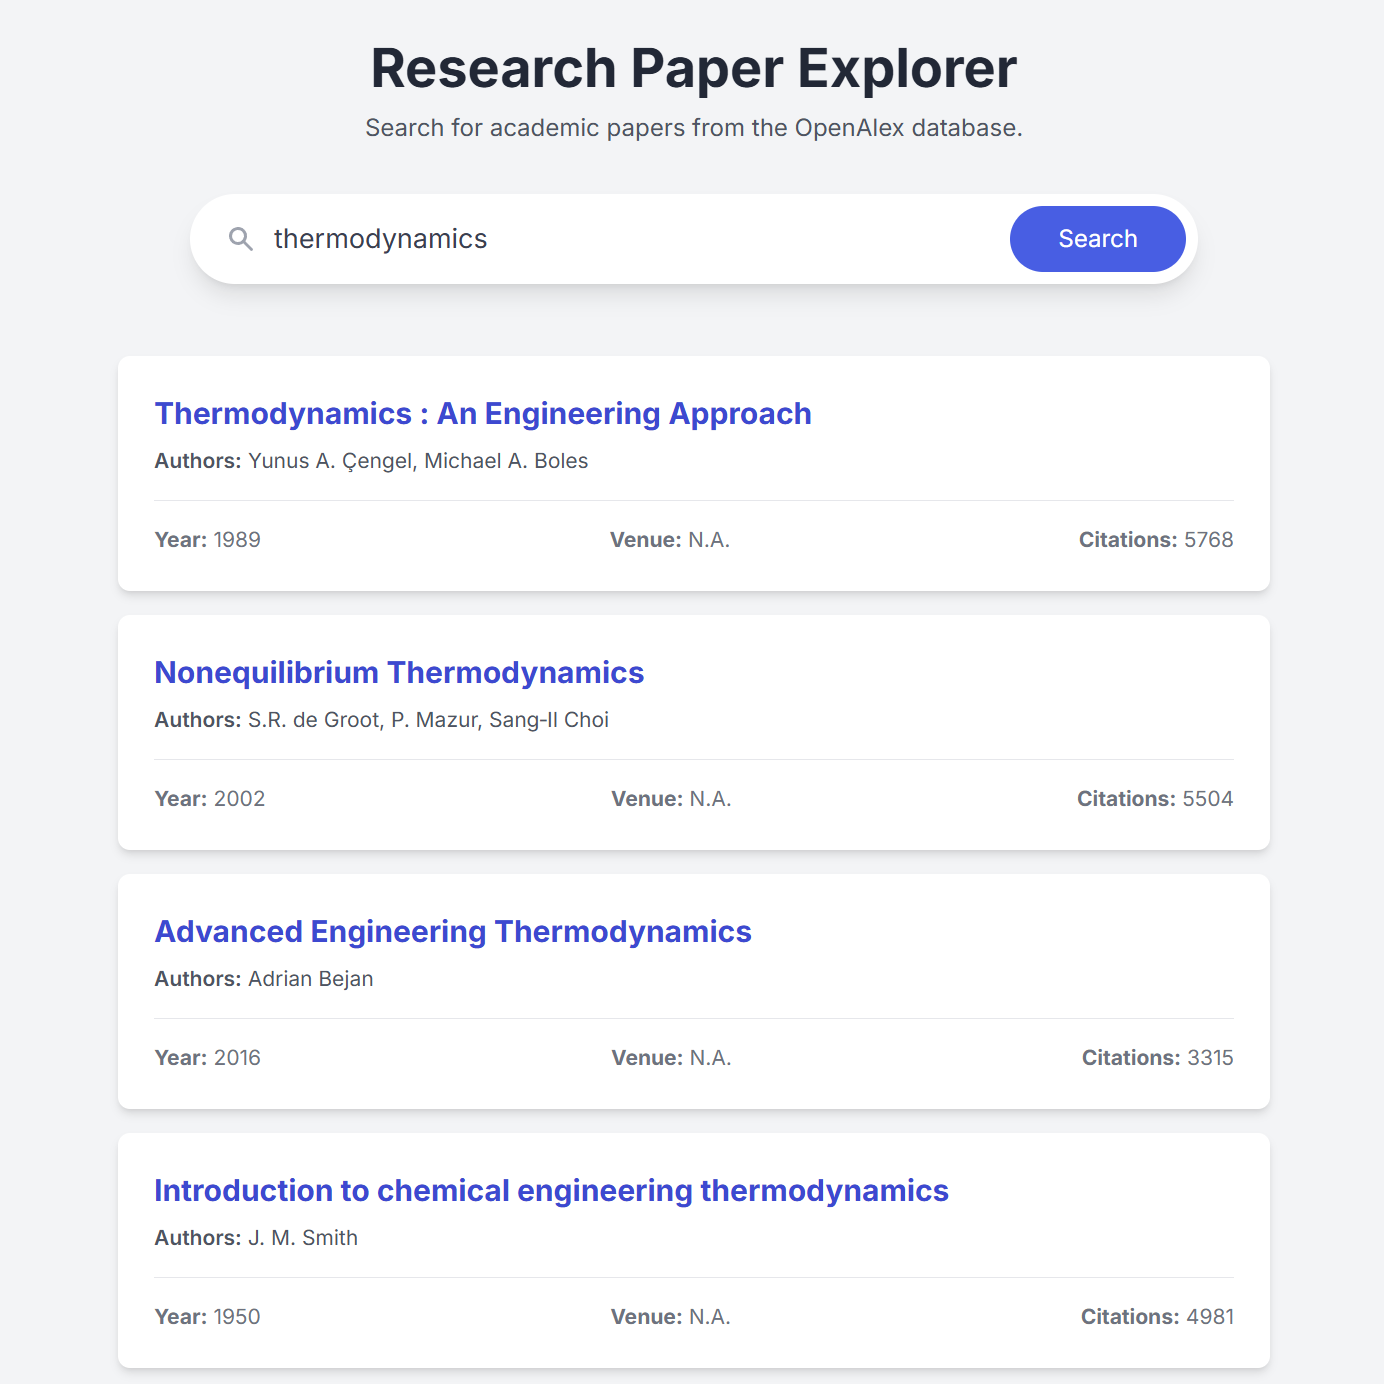 Research Paper Explorer
Search for academic papers from the OpenAlex database.
thermodynamics
Search
Thermodynamics : An Engineering Approach
Authors: Yunus A. Çengel, Michael A. Boles
Year: 1989 Venue: N.A. Citations: 5768
Nonequilibrium Thermodynamics
Authors: S.R. de Groot, P. Mazur, Sang-Il Choi
Year: 2002 Venue: N.A. Citations: 5504
Advanced Engineering Thermodynamics
Authors: Adrian Bejan
Year: 2016 Venue: N.A. Citations: 3315
Introduction to chemical engineering thermodynamics
Authors: J. M. Smith
Year: 1950 Venue: N.A. Citations: 4981